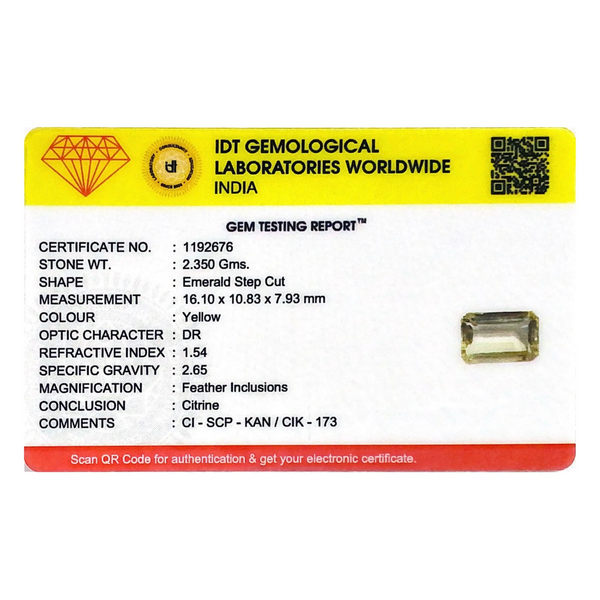 IDT GEMOLOGICAL
LABORATORIES WORLDWIDE
INDIA
GEM TESTING REPORT™
CERTIFICATE NO. : 1192676
STONE WT. : 2.350 Gms.
SHAPE : Emerald Step Cut
MEASUREMENT : 16.10 x 10.83 x 7.93 mm
COLOUR : Yellow
OPTIC CHARACTER : DR
REFRACTIVE INDEX : 1.54
SPECIFIC GRAVITY : 2.65
MAGNIFICATION : Feather Inclusions
CONCLUSION : Citrine
COMMENTS : CI - SCP - KAN / CIK - 173
Scan QR Code for authentication & get your electronic certificate.